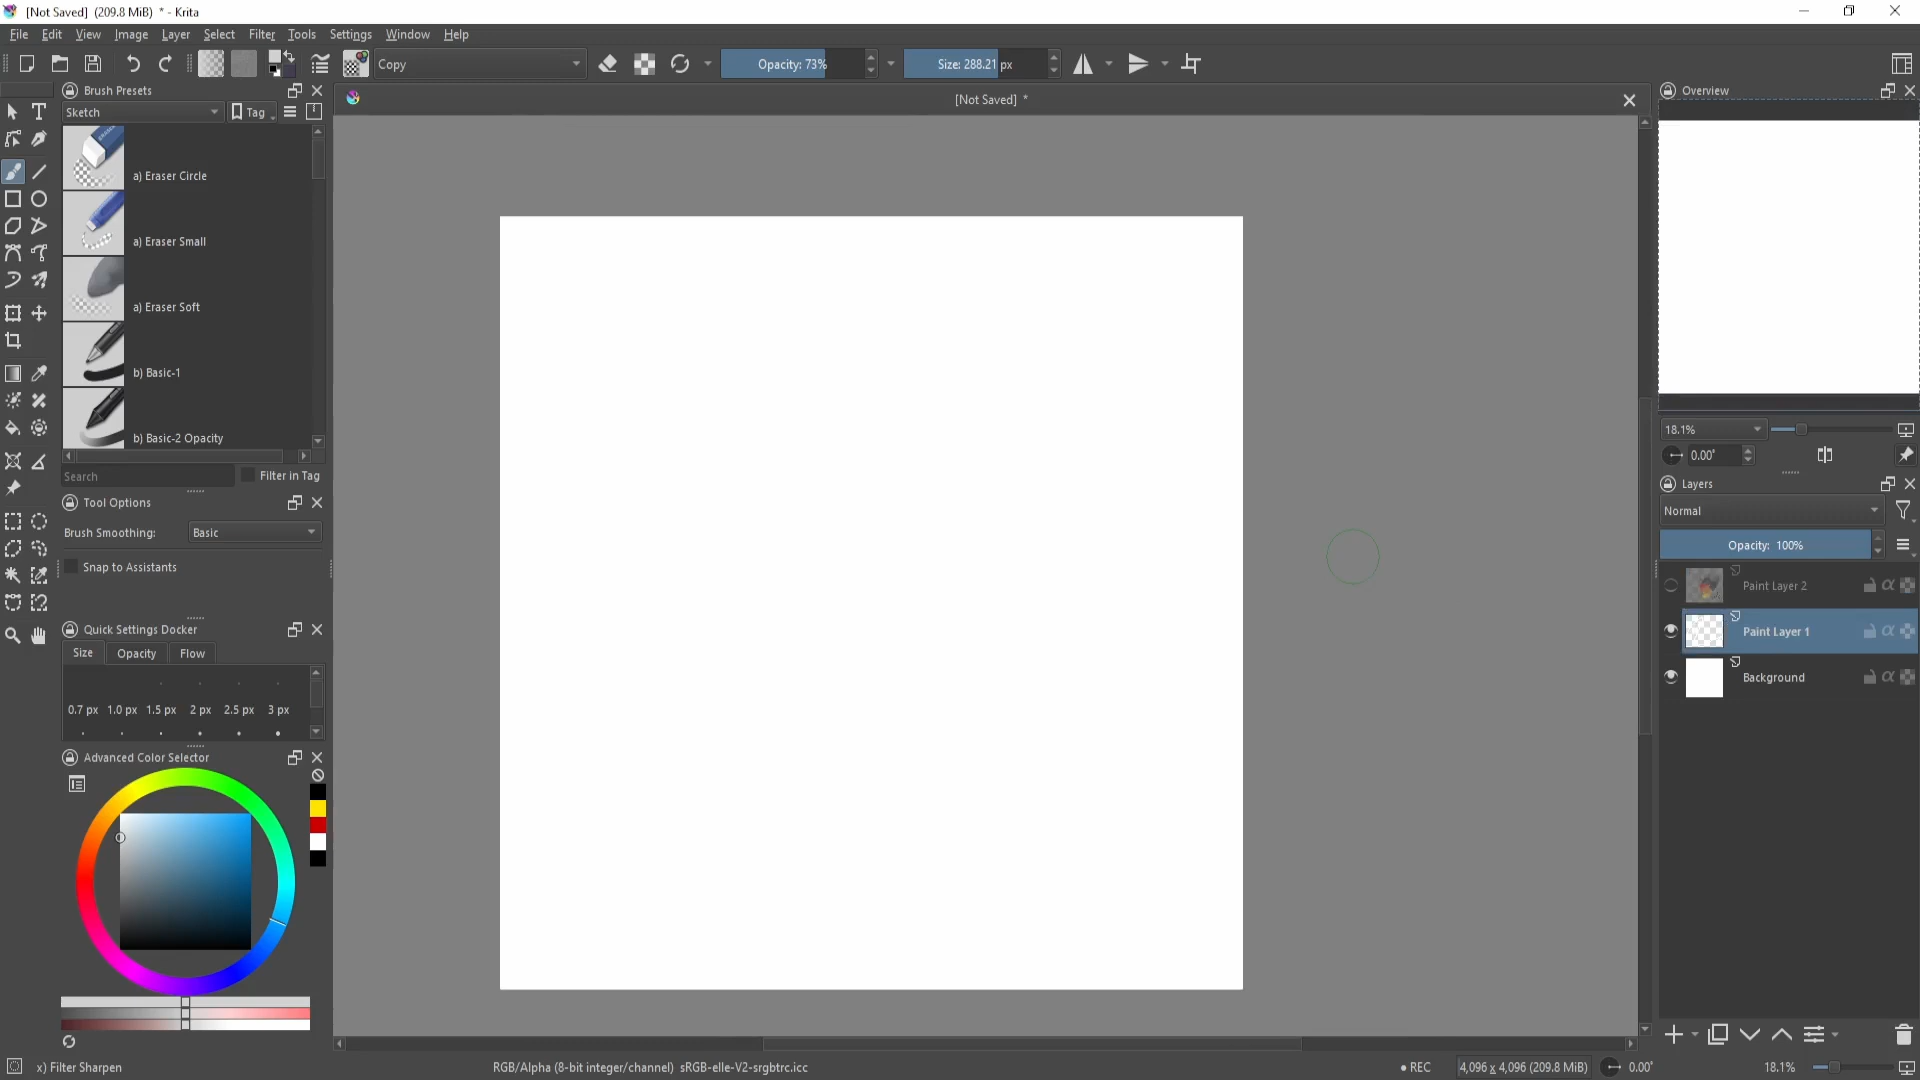 [Not Saved] (209.8 MiB) * - Krita
File Edit View Image Layer Select Filter Tools Settings Window Help
Copy Opacity: 73% Size: 288.21 px
Brush Presets
[Not Saved] *
Overview
Sketch Tag
a) Eraser Circle
a) Eraser Small
a) Eraser Soft
b) Basic-1
b) Basic-2 Opacity
Search Filter in Tag
Tool Options
Brush Smoothing: Basic
Snap to Assistants
Quick Settings Docker
Size Opacity Flow
0.7 px 1.0 px 1.5 px 2 px 2.5 px 3 px
Advanced Color Selector
18.1%
0.00°
Layers
Normal
Opacity: 100%
Paint Layer 2
Paint Layer 1
Background
x) Filter Sharpen
RGB/Alpha (8-bit integer/channel) sRGB-elle-V2-srgbtrc.icc
REC
4,096 x 4,096 (209.8 MiB)
0.00°
18.1%